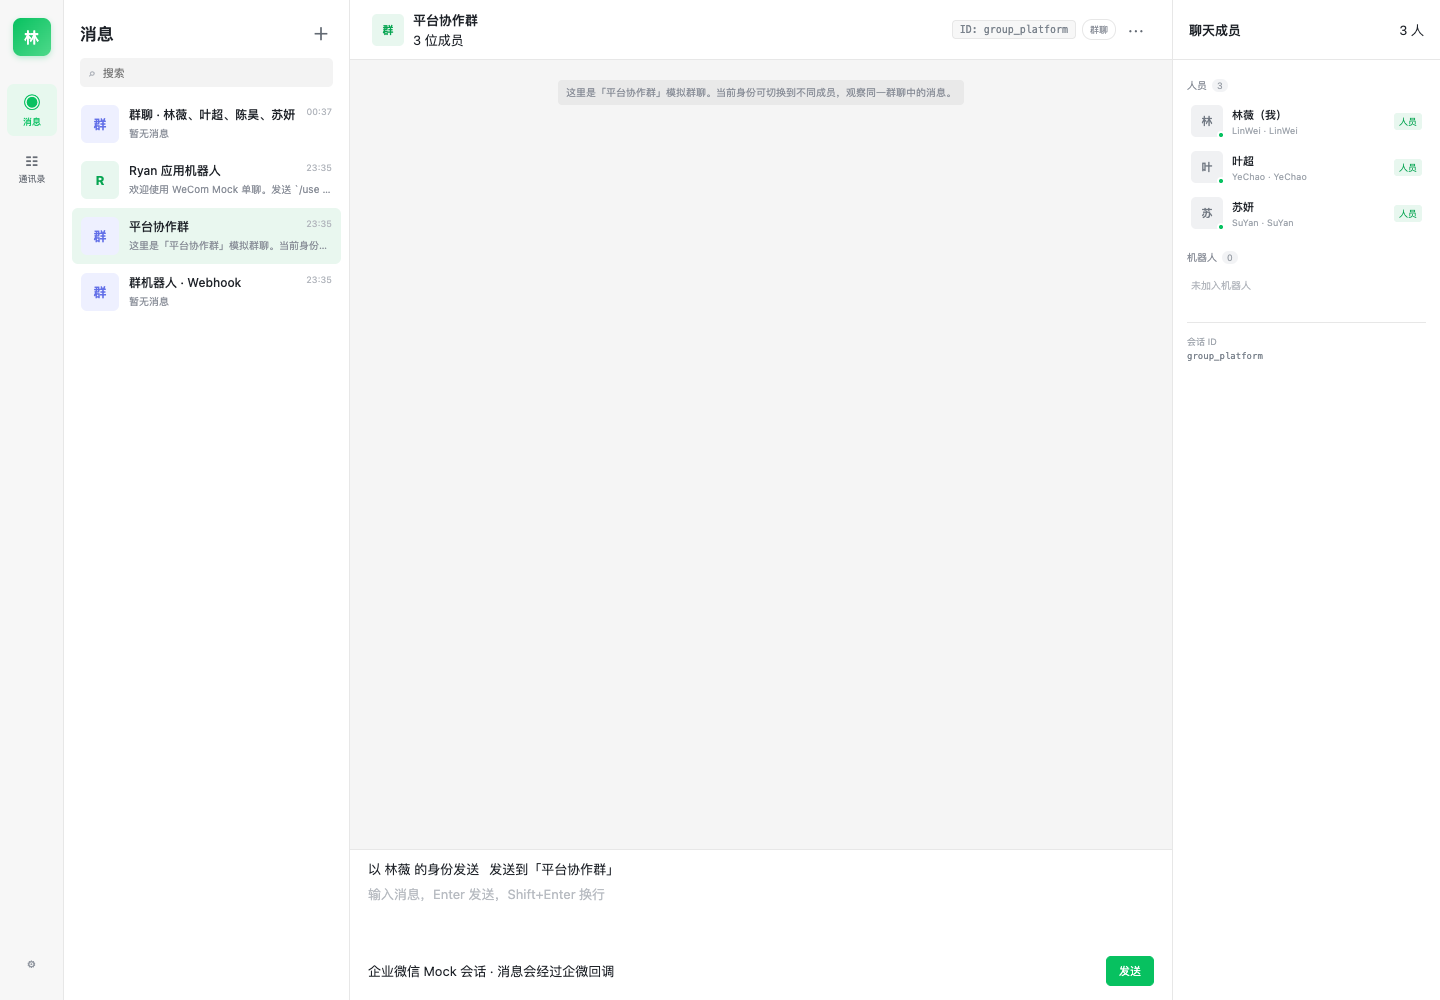 林
消息
通讯录
消息
搜索
群
群聊 · 林薇、叶超、陈昊、苏妍
00:37
暂无消息
R
Ryan 应用机器人
23:35
欢迎使用 WeCom Mock 单聊。发送 `/use ...
群
平台协作群
23:35
这里是「平台协作群」模拟群聊。当前身份...
群
群机器人 · Webhook
23:35
暂无消息
群
平台协作群
3 位成员
ID: group_platform
群聊
...
这里是「平台协作群」模拟群聊。当前身份可切换到不同成员，观察同一群聊中的消息。
以 林薇 的身份发送 发送到「平台协作群」
输入消息，Enter 发送，Shift+Enter 换行
企业微信 Mock 会话 · 消息会经过企微回调
发送
聊天成员
3 人
人员 3
林
林薇（我）
LinWei · LinWei
人员
叶
叶超
YeChao · YeChao
人员
苏
苏妍
SuYan · SuYan
人员
机器人 0
未加入机器人
会话 ID
group_platform